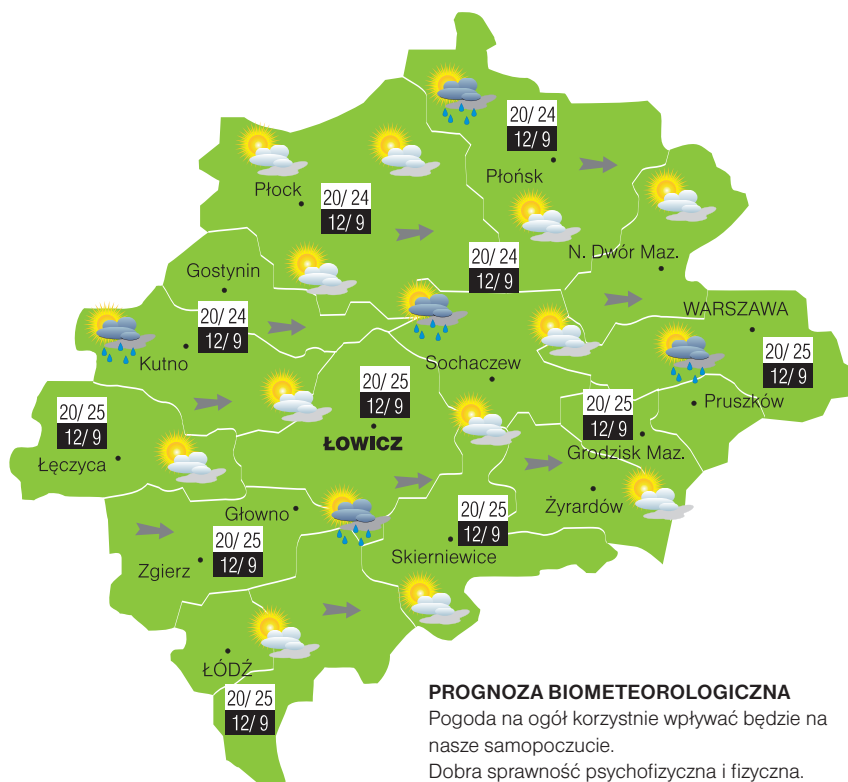 20/ 24
12/ 9
Płońsk
Płock
20/ 24
12/ 9
N. Dwór Maz.
20/ 24
12/ 9
Gostynin
WARSZAWA
20/ 24
12/ 9
Kutno
Sochaczew
20/ 25
12/ 9
20/ 25
12/ 9
ŁOWICZ
Pruszków
20/ 25
12/ 9
Grodzisk Maz.
20/ 25
12/ 9
Łęczyca
Żyrardów
Głowno
20/ 25
12/ 9
Skierniewice
20/ 25
12/ 9
Zgierz
ŁÓDŹ
20/ 25
12/ 9
PROGNOZA BIOMETEOROLOGICZNA
Pogoda na ogół korzystnie wpływać będzie na
nasze samopoczucie.
Dobra sprawność psychofizyczna i fizyczna.